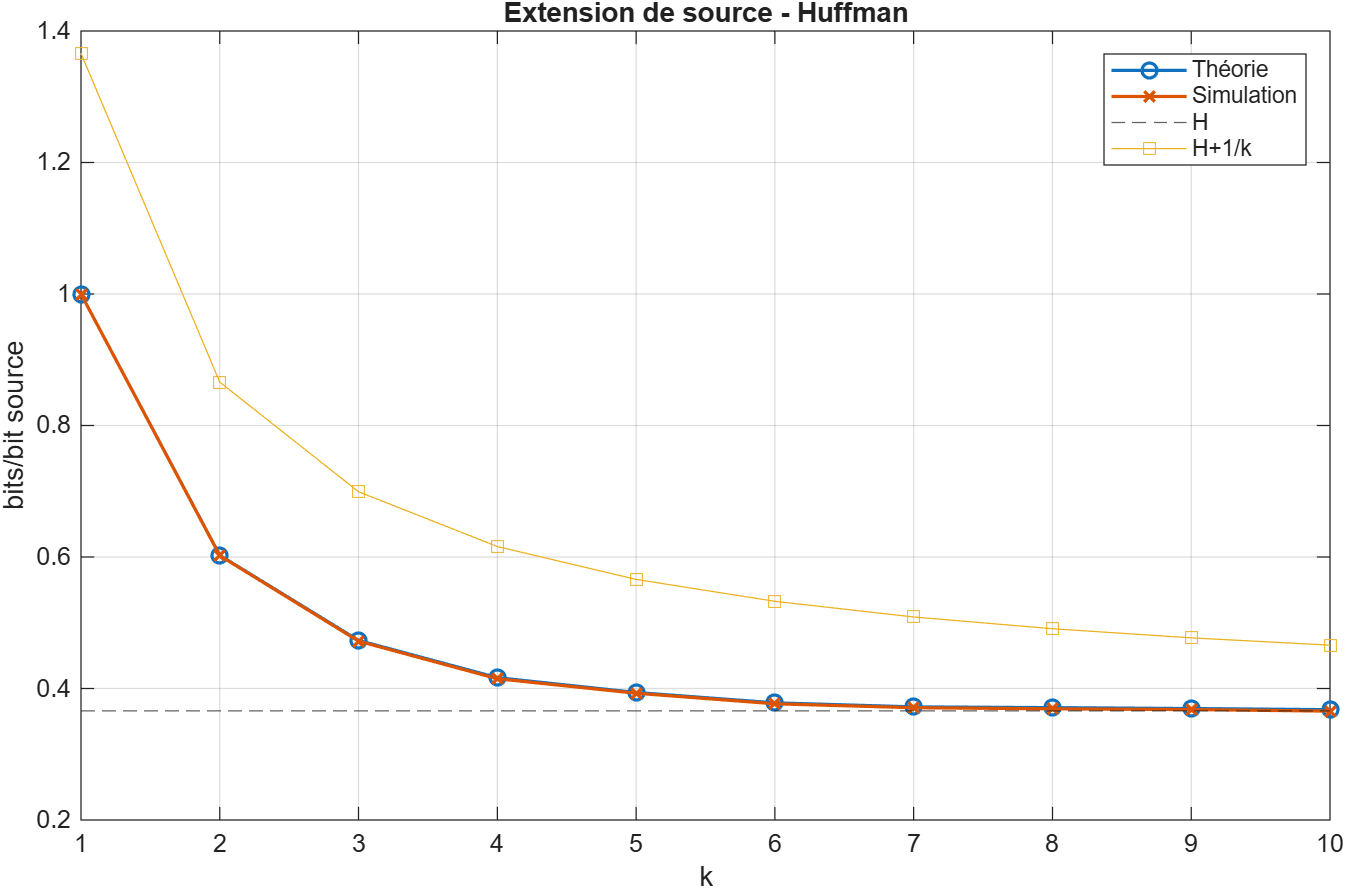 Extension de source - Huffman
1.4
1.2
1
0.8
0.6
0.4
0.2
bits/bit source
Théorie
Simulation
H
H+1/k
1 2 3 4 5 6 7 8 9 10
k